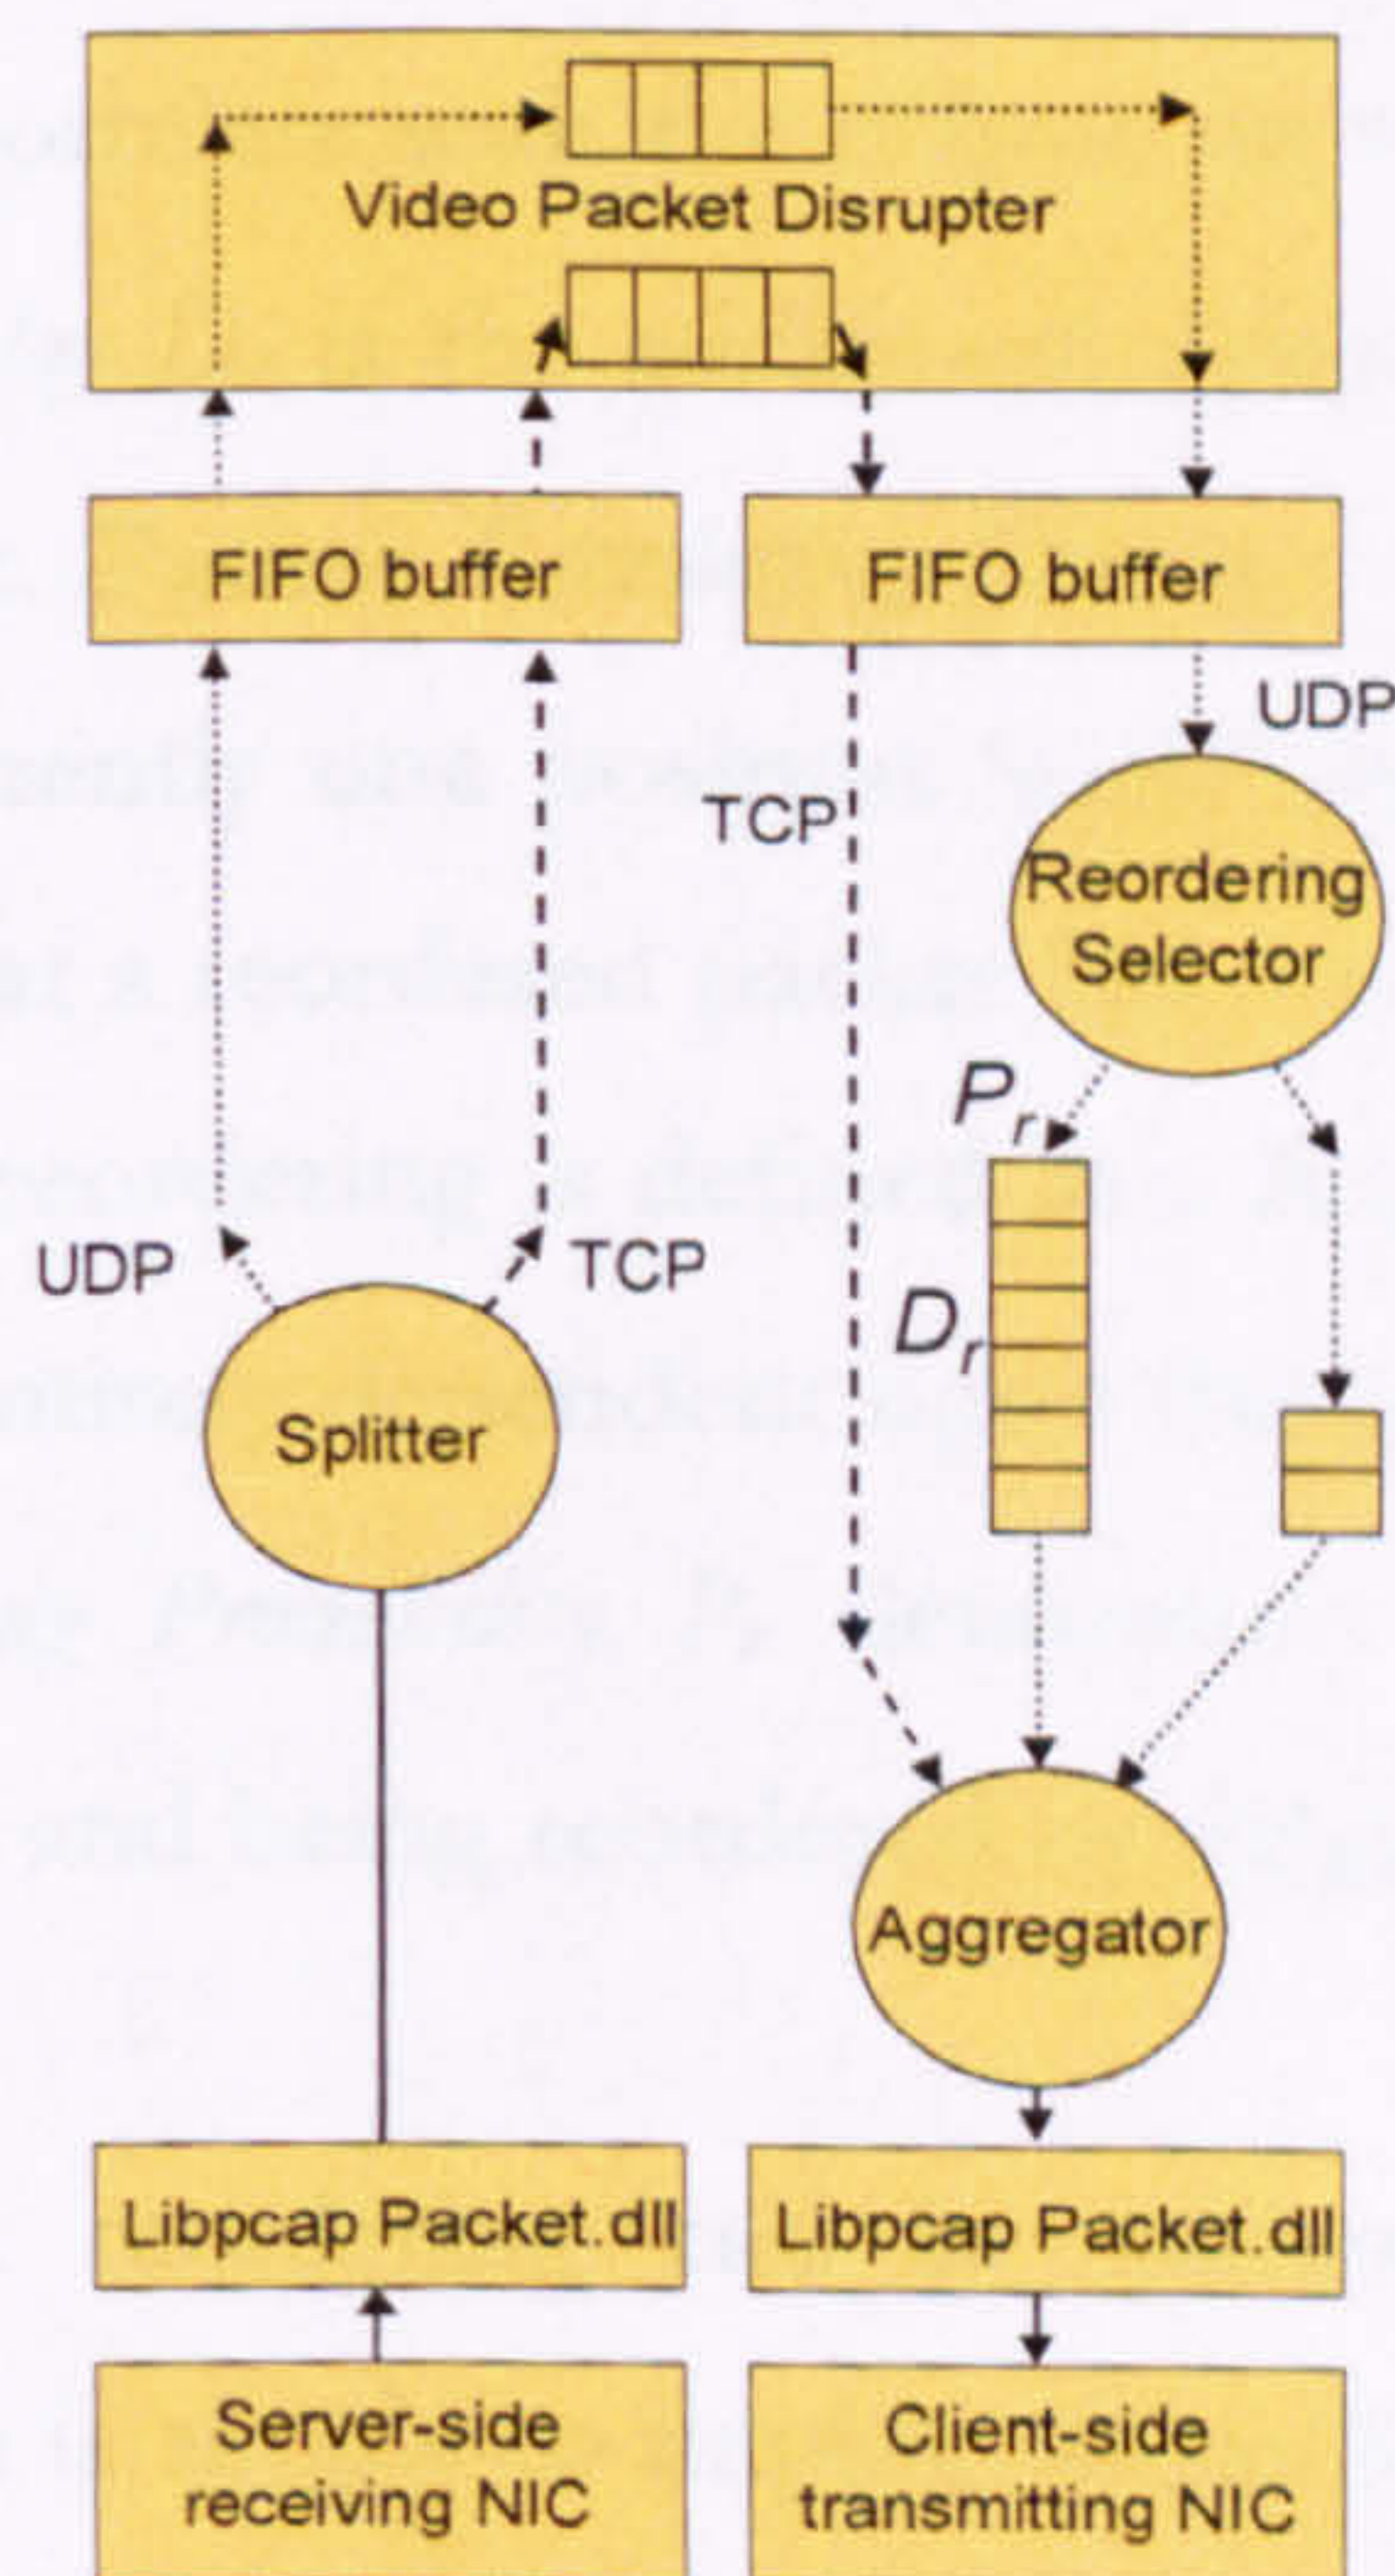 Video Packet Disrupter
FIFO buffer
FIFO buffer
UDP
TCP
Reordering
Selector
Pr
Dr
UDP
TCP
Splitter
Aggregator
Libpcap Packet.dll
Libpcap Packet.dll
Server-side
receiving NIC
Client-side
transmitting NIC